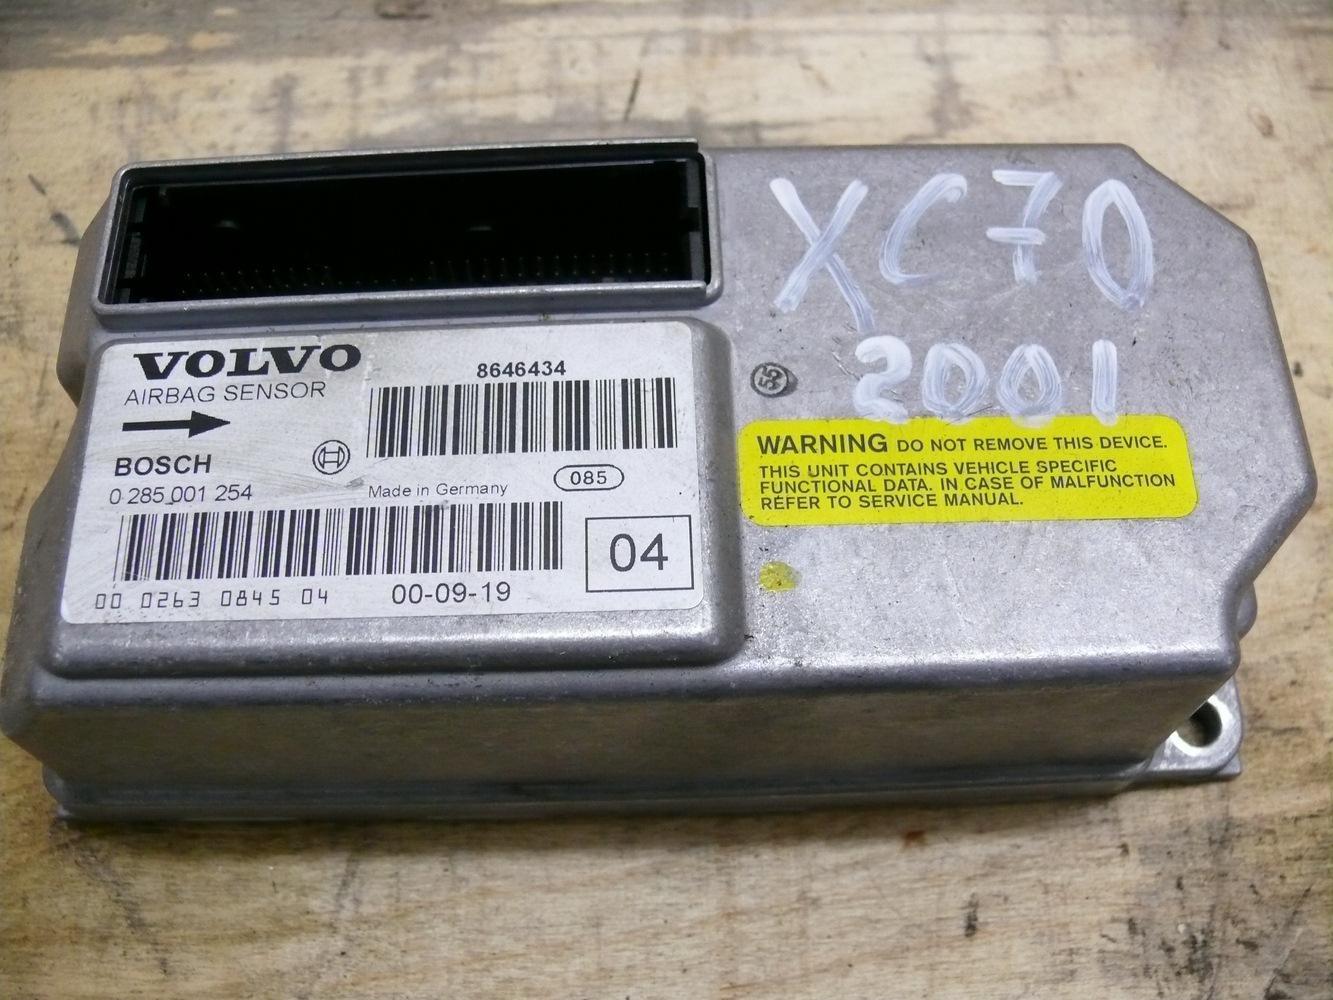 XC70
2001
VOLVO
AIRBAG SENSOR
8646434
BOSCH
0 285 001 254
Made in Germany
085
04
00 0263 0845 04
00-09-19
55
WARNING DO NOT REMOVE THIS DEVICE.
THIS UNIT CONTAINS VEHICLE SPECIFIC
FUNCTIONAL DATA. IN CASE OF MALFUNCTION
REFER TO SERVICE MANUAL.